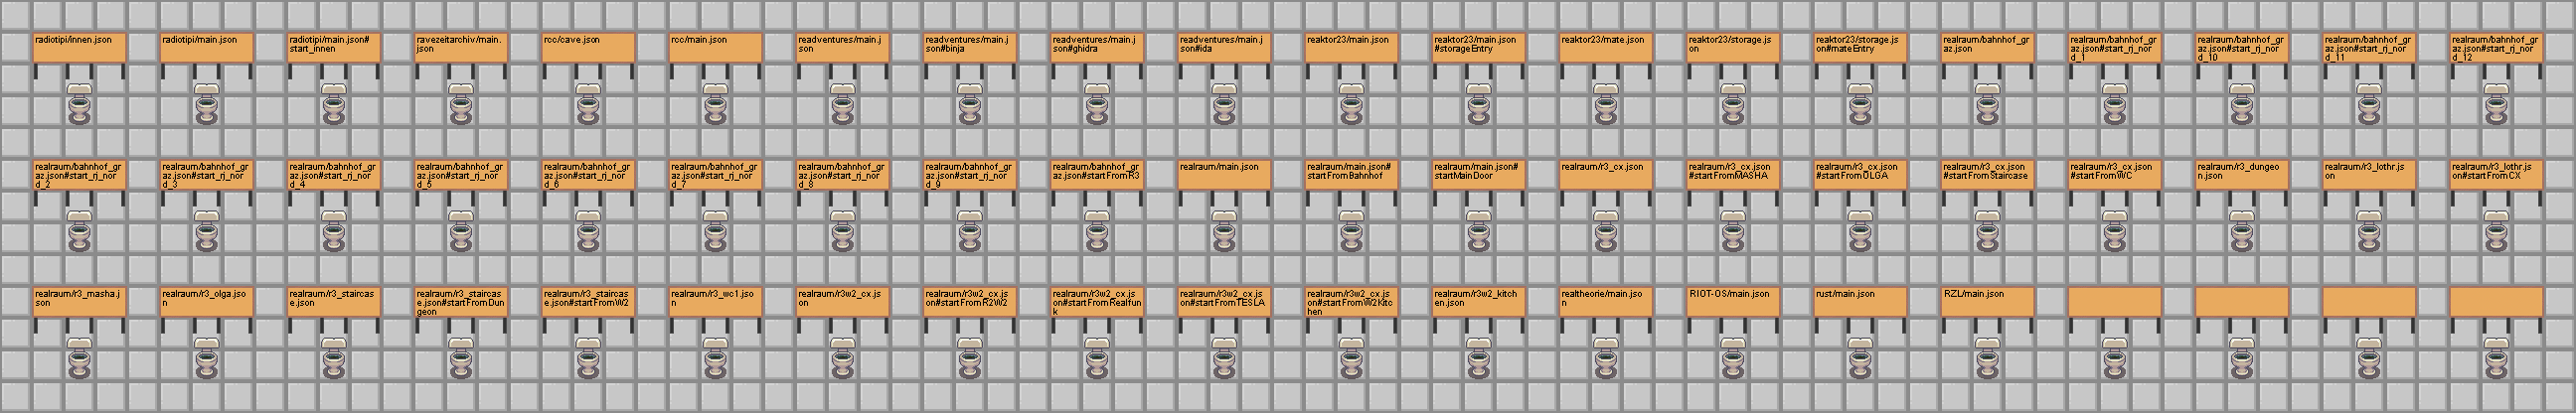 radiotipi/innen.json
radiotipi/main.json
radiotipi/main.json#
start_innen
ravezeitarchiv/main.
json
rcc/cave.json
rcc/main.json
readventures/main.j
son
readventures/main.j
son#binja
readventures/main.j
son#ghidra
readventures/main.j
son#ida
reaktor23/main.json
reaktor23/main.json
#storageEntry
reaktor23/mate.json
reaktor23/storage.js
on
reaktor23/storage.js
on#mateEntry
realraum/bahnhof_gr
az.json
realraum/bahnhof_gr
az.json#start_rj_nor
d_1
realraum/bahnhof_gr
az.json#start_rj_nor
d_10
realraum/bahnhof_gr
az.json#start_rj_nor
d_11
realraum/bahnhof_gr
az.json#start_rj_nor
d_12
realraum/bahnhof_gr
az.json#start_rj_nor
d_2
realraum/bahnhof_gr
az.json#start_rj_nor
d_3
realraum/bahnhof_gr
az.json#start_rj_nor
d_4
realraum/bahnhof_gr
az.json#start_rj_nor
d_5
realraum/bahnhof_gr
az.json#start_rj_nor
d_6
realraum/bahnhof_gr
az.json#start_rj_nor
d_7
realraum/bahnhof_gr
az.json#start_rj_nor
d_8
realraum/bahnhof_gr
az.json#start_rj_nor
d_9
realraum/bahnhof_gr
az.json#startFromR3
realraum/main.json
realraum/main.json#
startFromBahnhof
realraum/main.json#
startMainDoor
realraum/r3_cx.json
realraum/r3_cx.json
#startFromMASHA
realraum/r3_cx.json
#startFromOLGA
realraum/r3_cx.json
#startFromStaircase
realraum/r3_cx.json
#startFromWC
realraum/r3_dungeo
n.json
realraum/r3_lothr.js
on
realraum/r3_lothr.js
on#startFromCX
realraum/r3_masha.j
son
realraum/r3_olga.jso
n
realraum/r3_staircas
e.json
realraum/r3_staircas
e.json#startFromDun
geon
realraum/r3_staircas
e.json#startFromW2
realraum/r3_wc1.jso
n
realraum/r3w2_cx.js
on
realraum/r3w2_cx.js
on#startFromR2W2
realraum/r3w2_cx.js
on#startFromRealfun
k
realraum/r3w2_cx.js
on#startFromTESLA
realraum/r3w2_cx.js
on#startFromW2Kitc
hen
realraum/r3w2_kitch
en.json
realtheorie/main.jso
n
RIOT-OS/main.json
rust/main.json
RZL/main.json